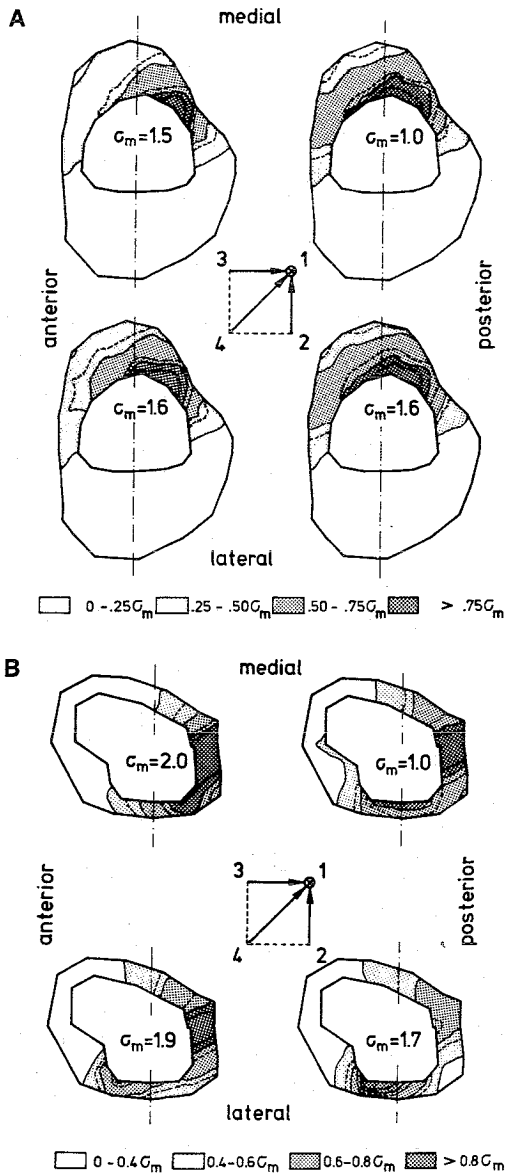 A
medial
σm=1.5
σm=1.0
3 1
4 2
anterior
posterior
σm=1.6
σm=1.6
lateral
0 - .25σm .25 - .50σm .50 - .75σm > .75σm
B
medial
σm=2.0
σm=1.0
3 1
4 2
anterior
posterior
σm=1.9
σm=1.7
lateral
0 - 0.4σm 0.4-0.6σm 0.6-0.8σm > 0.8σm